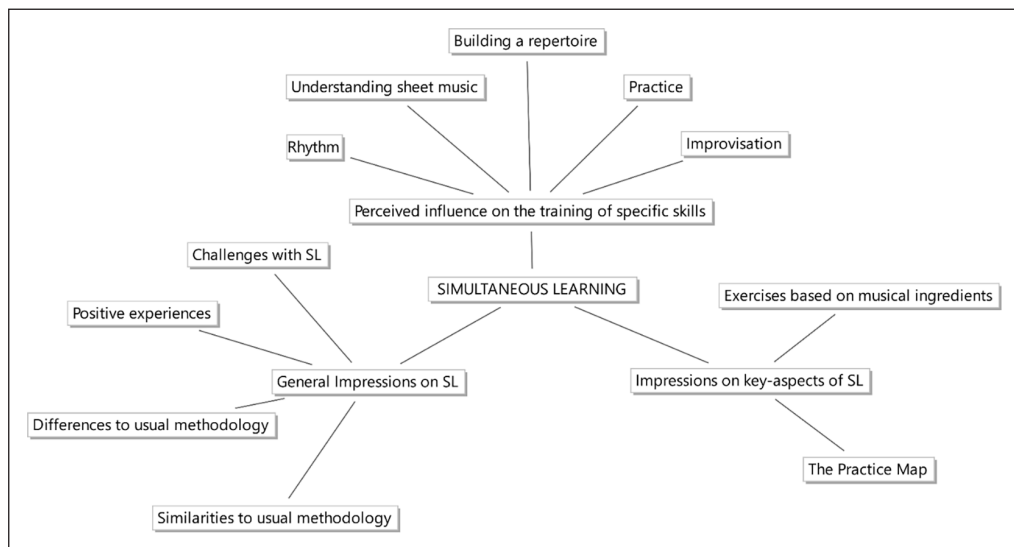 Building a repertoire
Understanding sheet music
Practice
Rhythm
Improvisation
Perceived influence on the training of specific skills
Challenges with SL
SIMULTANEOUS LEARNING
Exercises based on musical ingredients
Positive experiences
General Impressions on SL
Impressions on key-aspects of SL
Differences to usual methodology
The Practice Map
Similarities to usual methodology